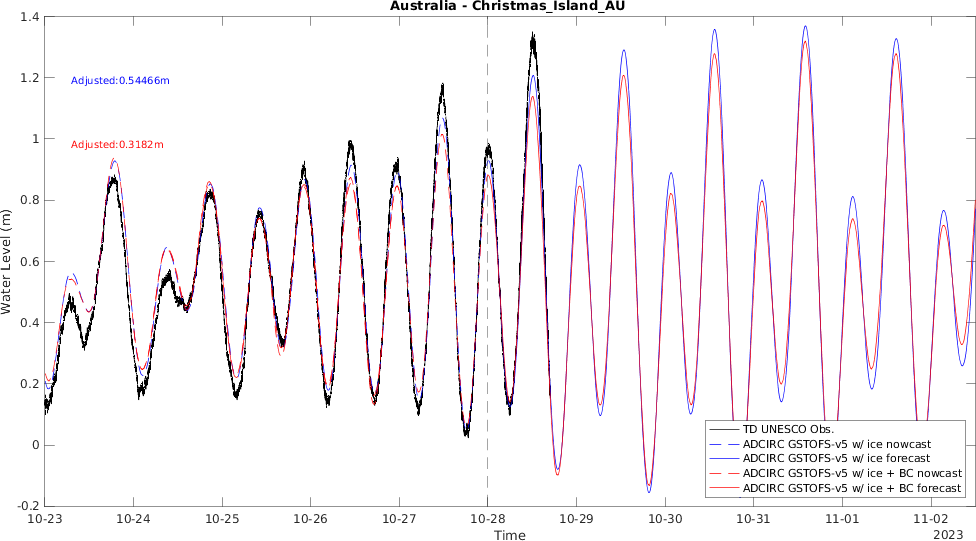 Australia - Christmas_Island_AU
1.4
1.2
1
0.8
0.6
0.4
0.2
0
-0.2
Water Level (m)
Adjusted:0.54466m
Adjusted:0.3182m
TD UNESCO Obs.
ADCIRC GSTOFS-v5 w/ ice nowcast
ADCIRC GSTOFS-v5 w/ ice forecast
ADCIRC GSTOFS-v5 w/ ice + BC nowcast
ADCIRC GSTOFS-v5 w/ ice + BC forecast
10-23 10-24 10-25 10-26 10-27 10-28 10-29 10-30 10-31 11-01 11-02
Time
2023